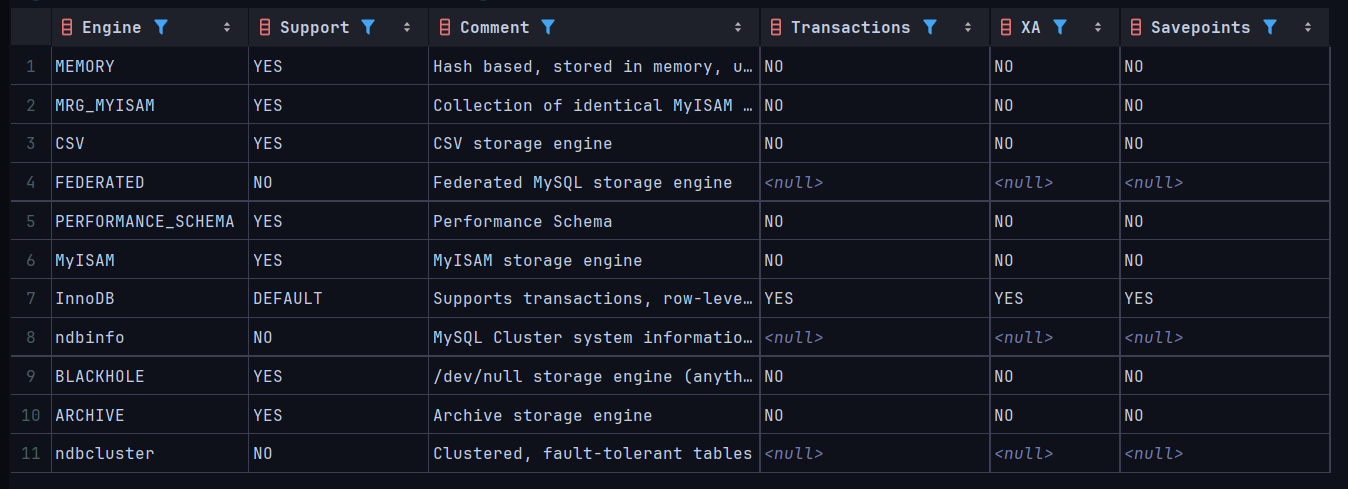 Engine Support Comment Transactions XA Savepoints
1 MEMORY YES Hash based, stored in memory, u… NO NO NO
2 MRG_MYISAM YES Collection of identical MyISAM … NO NO NO
3 CSV YES CSV storage engine NO NO NO
4 FEDERATED NO Federated MySQL storage engine <null> <null> <null>
5 PERFORMANCE_SCHEMA YES Performance Schema NO NO NO
6 MyISAM YES MyISAM storage engine NO NO NO
7 InnoDB DEFAULT Supports transactions, row-leve… YES YES YES
8 ndbinfo NO MySQL Cluster system informatio… <null> <null> <null>
9 BLACKHOLE YES /dev/null storage engine (anyth… NO NO NO
10 ARCHIVE YES Archive storage engine NO NO NO
11 ndbcluster NO Clustered, fault-tolerant tables <null> <null> <null>